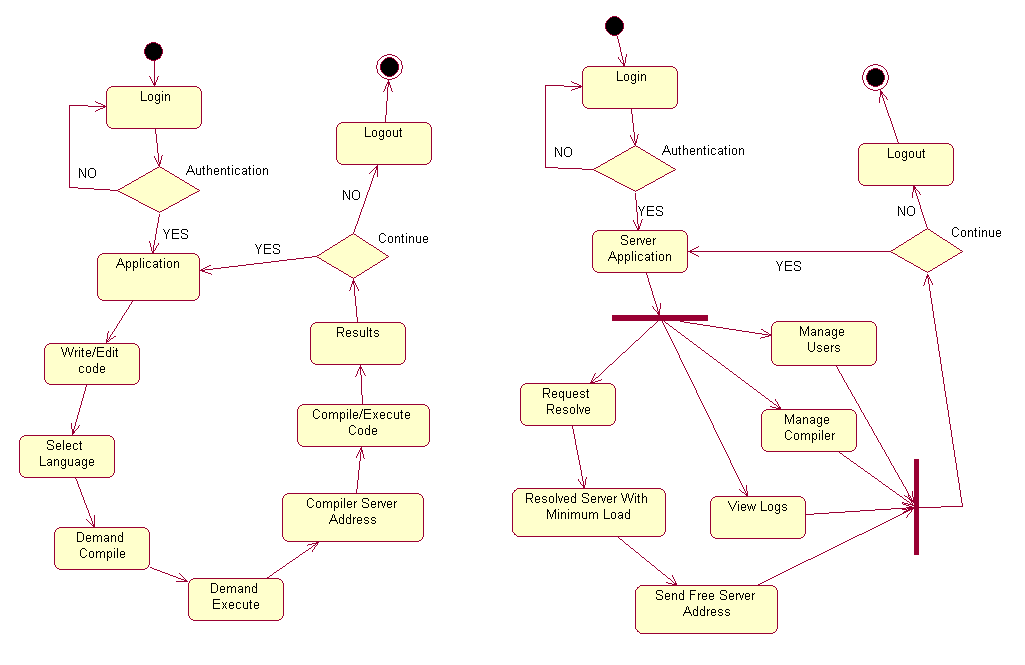 Login
Authentication
NO
YES
Application
Write/Edit
code
Select
Language
Demand
Compile
Demand
Execute
Compiler Server
Address
Compile/Execute
Code
Results
Continue
YES
NO
Logout
Login
Authentication
NO
YES
Server
Application
Request
Resolve
Resolved Server With
Minimum Load
Send Free Server
Address
View Logs
Manage
Compiler
Manage
Users
Continue
YES
NO
Logout